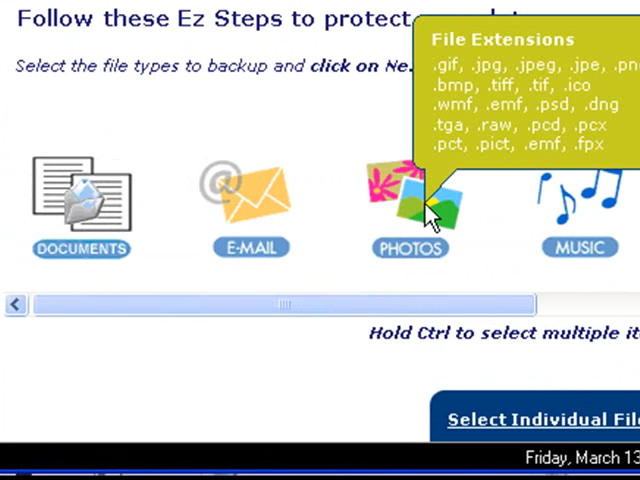 Follow these Ez Steps to protect
Select the file types to backup and click on Ne.
File Extensions
.gif, .jpg, .jpeg, .jpe, .pn
.bmp, .tiff, .tif, .ico
.wmf, .emf, .psd, .dng
.tga, .raw, .pcd, .pcx
.pct, .pict, .emf, .fpx
@
DOCUMENTS
E-MAIL
PHOTOS
MUSIC
Hold Ctrl to select multiple it
Select Individual Fil
Friday, March 13